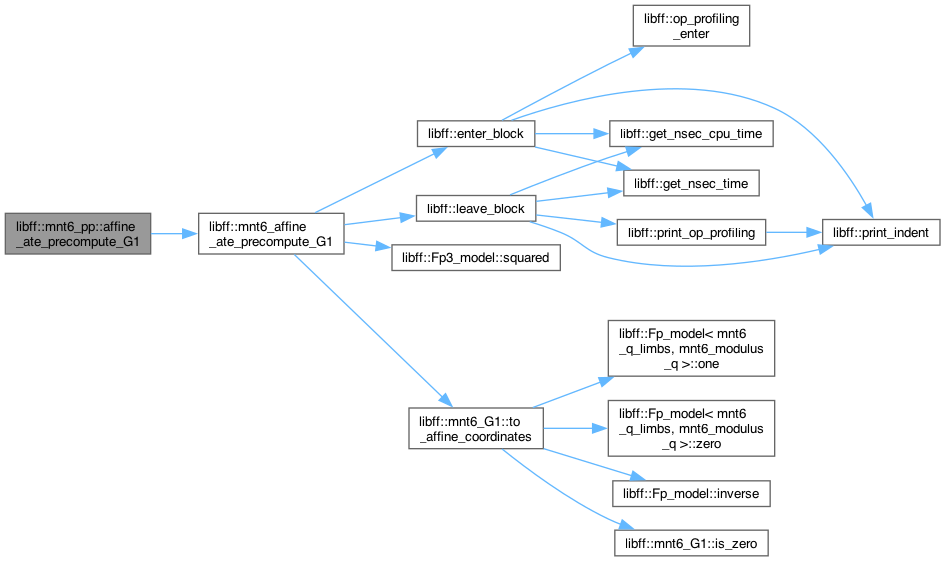 libff::mnt6_pp::affine
_ate_precompute_G1
libff::mnt6_affine
_ate_precompute_G1
libff::enter_block
libff::op_profiling
_enter
libff::get_nsec_cpu_time
libff::get_nsec_time
libff::leave_block
libff::print_op_profiling
libff::print_indent
libff::Fp3_model::squared
libff::mnt6_G1::to
_affine_coordinates
libff::Fp_model< mnt6
_q_limbs, mnt6_modulus
_q >::one
libff::Fp_model< mnt6
_q_limbs, mnt6_modulus
_q >::zero
libff::Fp_model::inverse
libff::mnt6_G1::is_zero